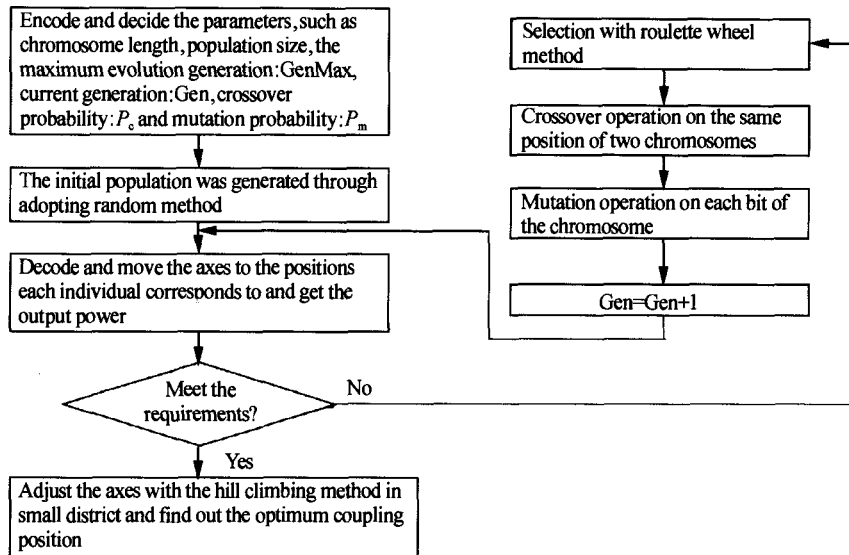 Encode and decide the parameters, such as
chromosome length, population size, the
maximum evolution generation: GenMax,
current generation: Gen, crossover
probability: Pc and mutation probability: Pm
The initial population was generated through
adopting random method
Decode and move the axes to the positions
each individual corresponds to and get the
output power
Meet the
requirements?
No
Yes
Adjust the axes with the hill climbing method in
small district and find out the optimum coupling
position
Selection with roulette wheel
method
Crossover operation on the same
position of two chromosomes
Mutation operation on each bit of
the chromosome
Gen=Gen+1